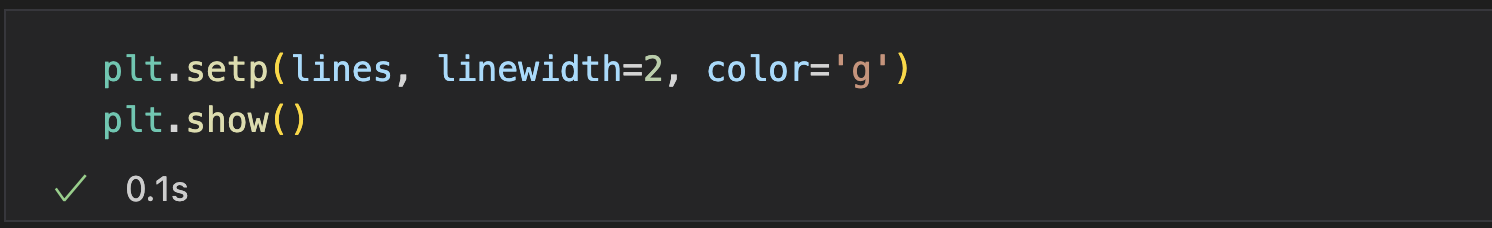 plt.setp(lines, linewidth=2, color='g')
plt.show()
0.1s